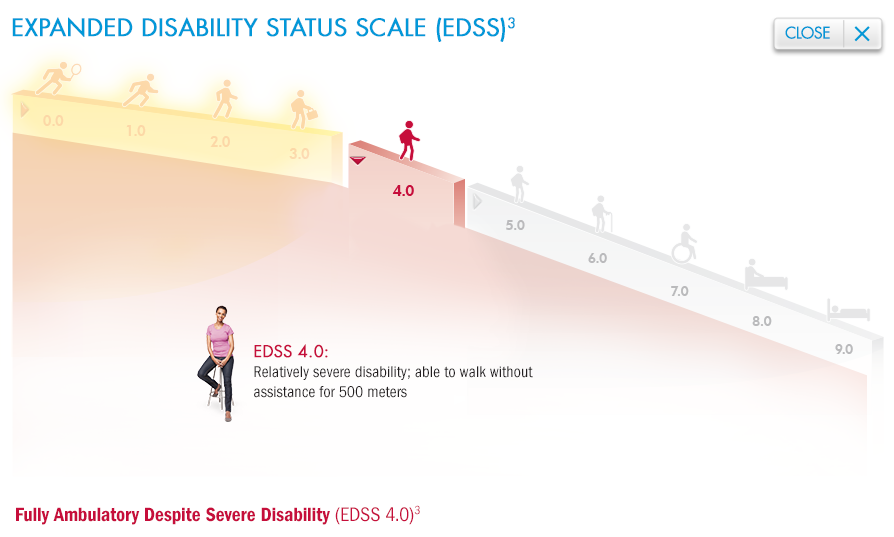 EXPANDED DISABILITY STATUS SCALE (EDSS)3
CLOSE
0.0
1.0
2.0
3.0
4.0
5.0
6.0
7.0
8.0
9.0
EDSS 4.0:
Relatively severe disability; able to walk without
assistance for 500 meters
Fully Ambulatory Despite Severe Disability (EDSS 4.0)3